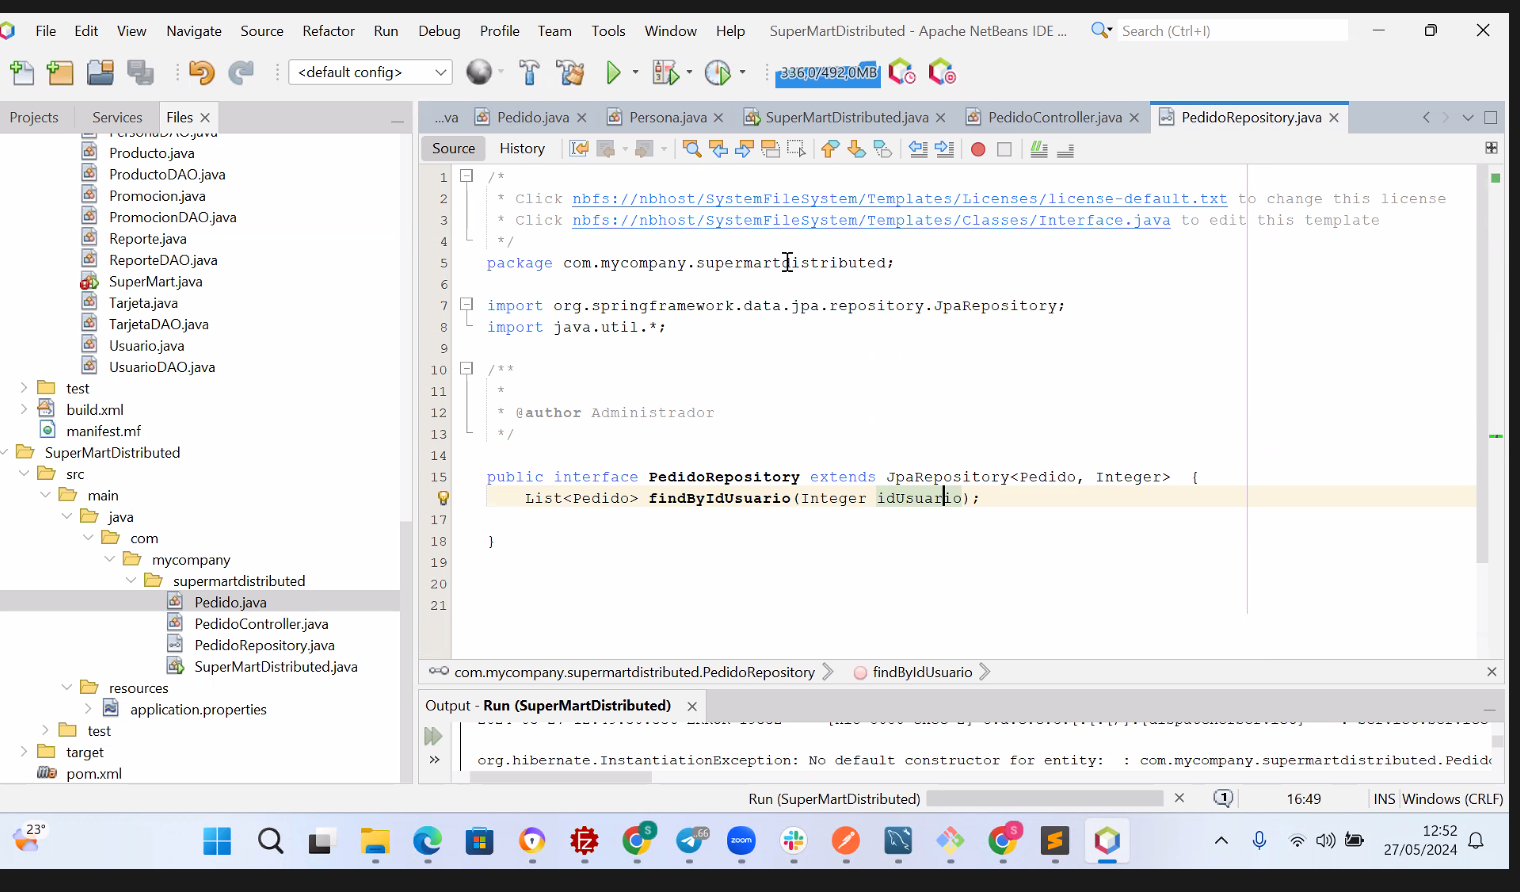 File Edit View Navigate Source Refactor Run Debug Profile Team Tools Window Help SuperMartDistributed - Apache NetBeans IDE ... Search (Ctrl+I)
<default config> 336,0/492,0MB
Projects Services Files
...va Pedido.java Persona.java SuperMartDistributed.java PedidoController.java PedidoRepository.java
Source History
PersonaDAO.java
Producto.java
ProductoDAO.java
Promocion.java
PromocionDAO.java
Reporte.java
ReporteDAO.java
SuperMart.java
Tarjeta.java
TarjetaDAO.java
Usuario.java
UsuarioDAO.java
test
build.xml
manifest.mf
SuperMartDistributed
src
main
java
com
mycompany
supermartdistributed
Pedido.java
PedidoController.java
PedidoRepository.java
SuperMartDistributed.java
resources
application.properties
test
target
pom.xml
1 /*
2 * Click nbfs://nbhost/SystemFileSystem/Templates/Licenses/license-default.txt to change this license
3 * Click nbfs://nbhost/SystemFileSystem/Templates/Classes/Interface.java to edit this template
4 */
5 package com.mycompany.supermartdistributed;
6
7 import org.springframework.data.jpa.repository.JpaRepository;
8 import java.util.*;
9
10 /**
11 *
12 * @author Administrador
13 */
14
15 public interface PedidoRepository extends JpaRepository<Pedido, Integer> {
List<Pedido> findByIdUsuario(Integer idUsuario);
17
18 }
19
20
21
com.mycompany.supermartdistributed.PedidoRepository findByIdUsuario
Output - Run (SuperMartDistributed)
org.hibernate.InstantiationException: No default constructor for entity: : com.mycompany.supermartdistributed.Pedido
Run (SuperMartDistributed) 1 16:49 INS Windows (CRLF)
23° S 66 zoom S 12:52
27/05/2024